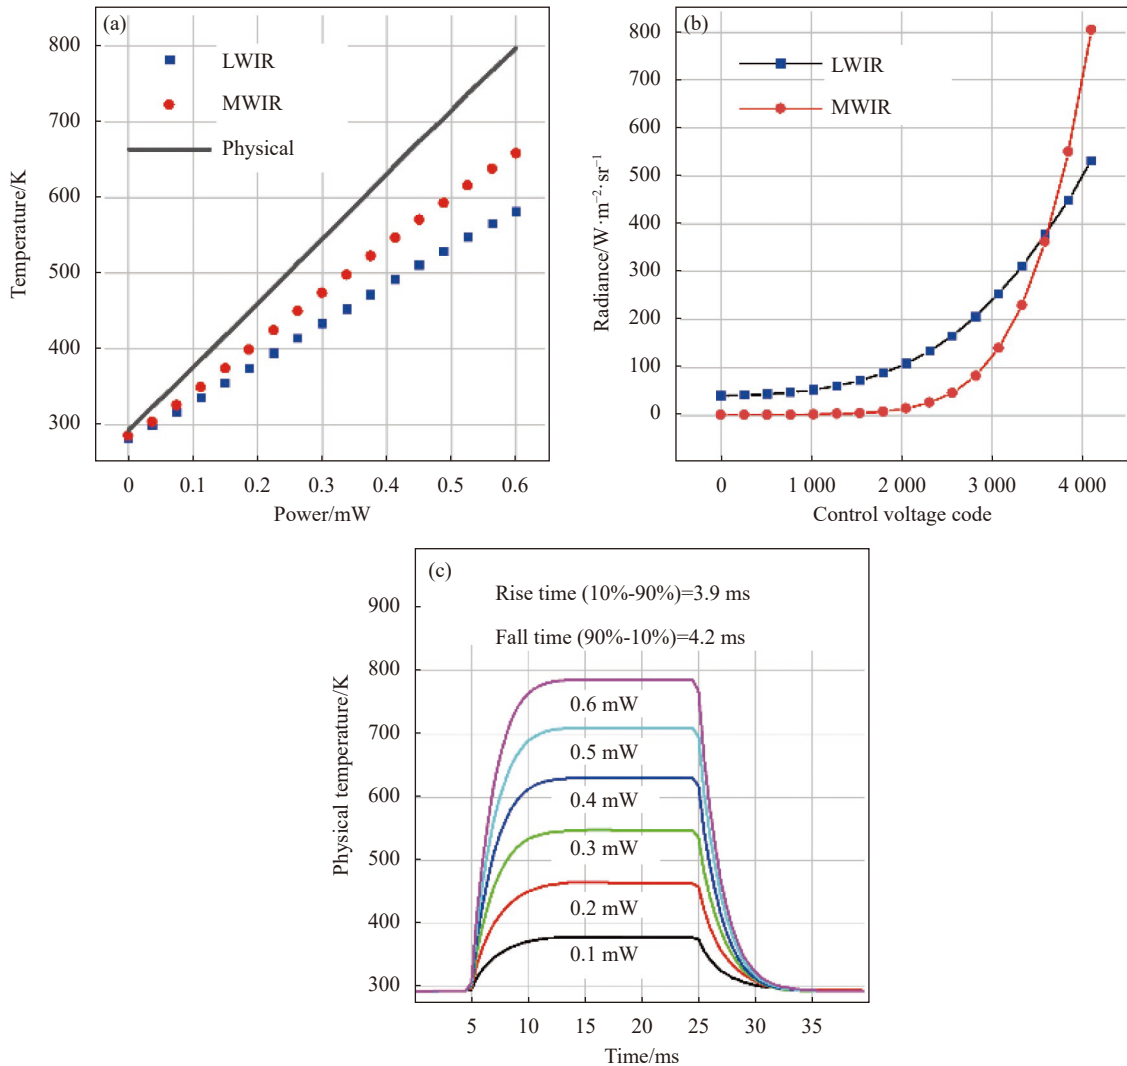 (a)
800
700
600
500
400
300
Temperature/K
LWIR
MWIR
Physical
0 0.1 0.2 0.3 0.4 0.5 0.6
Power/mW
(b)
800
700
600
500
400
300
200
100
0
Radiance/W·m⁻²·sr⁻¹
LWIR
MWIR
0 1 000 2 000 3 000 4 000
Control voltage code
(c)
Rise time (10%-90%)=3.9 ms
Fall time (90%-10%)=4.2 ms
900
800
700
600
500
400
300
Physical temperature/K
0.6 mW
0.5 mW
0.4 mW
0.3 mW
0.2 mW
0.1 mW
5 10 15 20 25 30 35
Time/ms